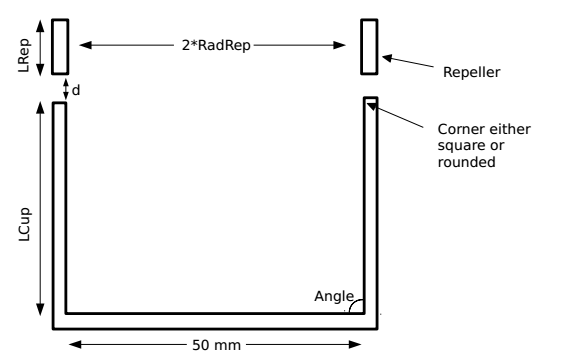 LRep
2*RadRep
Repeller
d
Corner either
square or
rounded
LCup
Angle
50 mm